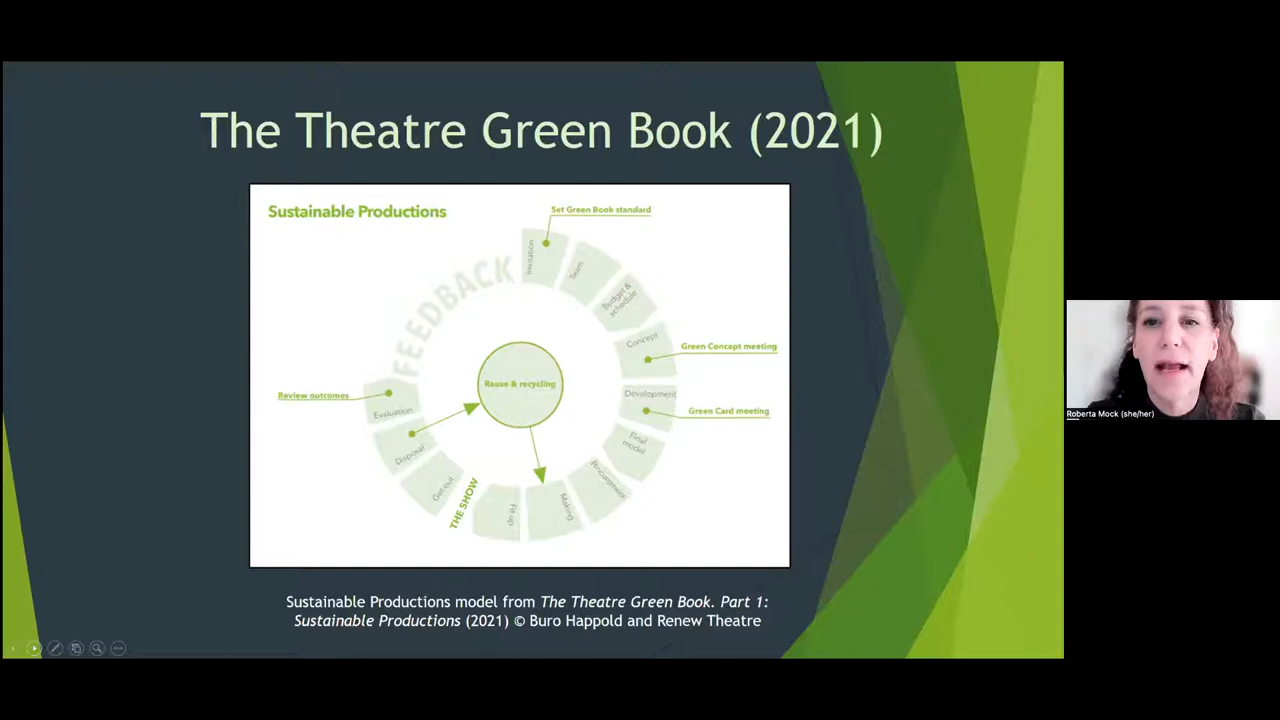 The Theatre Green Book (2021)
Sustainable Productions
Set Green Book standard
Invitation
Team
Budget &
schedule
Concept
Green Concept meeting
Development
Green Card meeting
Final
model
Procurement
Making
Fit up
THE SHOW
Get-out
Disposal
Evaluation
Review outcomes
FEEDBACK
Reuse & recycling
Sustainable Productions model from The Theatre Green Book. Part 1:
Sustainable Productions (2021) © Buro Happold and Renew Theatre
Roberta Mock (she/her)